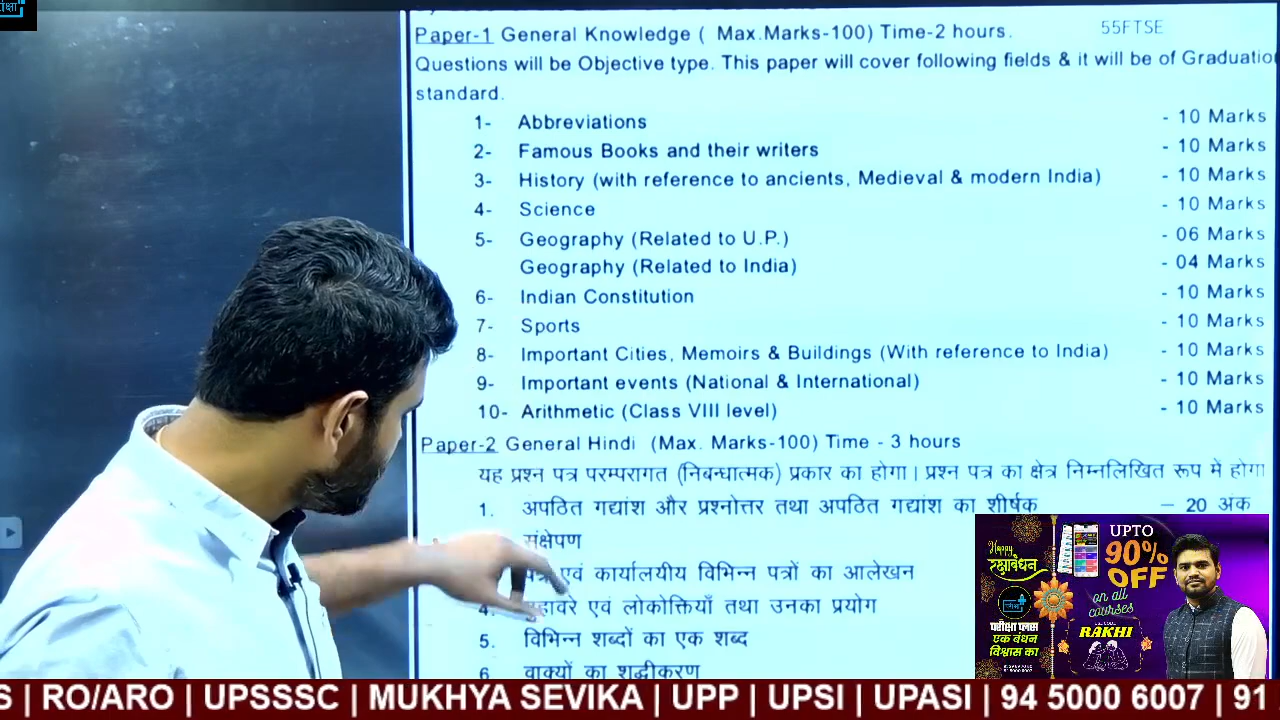 Paper-1 General Knowledge ( Max.Marks-100) Time-2 hours.
55FTSE
Questions will be Objective type. This paper will cover following fields & it will be of Graduatio
standard.
1- Abbreviations - 10 Marks
2- Famous Books and their writers - 10 Marks
3- History (with reference to ancients, Medieval & modern India) - 10 Marks
4- Science - 10 Marks
5- Geography (Related to U.P.) - 06 Marks
Geography (Related to India) - 04 Marks
6- Indian Constitution - 10 Marks
7- Sports - 10 Marks
8- Important Cities, Memoirs & Buildings (With reference to India) - 10 Marks
9- Important events (National & International) - 10 Marks
10- Arithmetic (Class VIII level) - 10 Marks
Paper-2 General Hindi (Max. Marks-100) Time - 3 hours
यह प्रश्न पत्र परम्परागत (निबन्धात्मक) प्रकार का होगा। प्रश्न पत्र का क्षेत्र निम्नलिखित रूप में होगा
1. अपठित गद्यांश और प्रश्नोत्तर तथा अपठित गद्यांश का शीर्षक – 20 अंक
संक्षेपण
एवं कार्यालयीय विभिन्न पत्रों का आलेखन
4. एवं लोकोक्तियाँ तथा उनका प्रयोग
5. विभिन्न शब्दों का एक शब्द
6 वाक्यों का शुद्धीकरण
Happy
रक्षाबंधन
UPTO
90%
OFF
on all
courses
RAKHI
परीक्षा प्लस
एक बंधन
विश्वास का
S | RO/ARO | UPSSSC | MUKHYA SEVIKA | UPP | UPSI | UPASI | 94 5000 6007 | 91